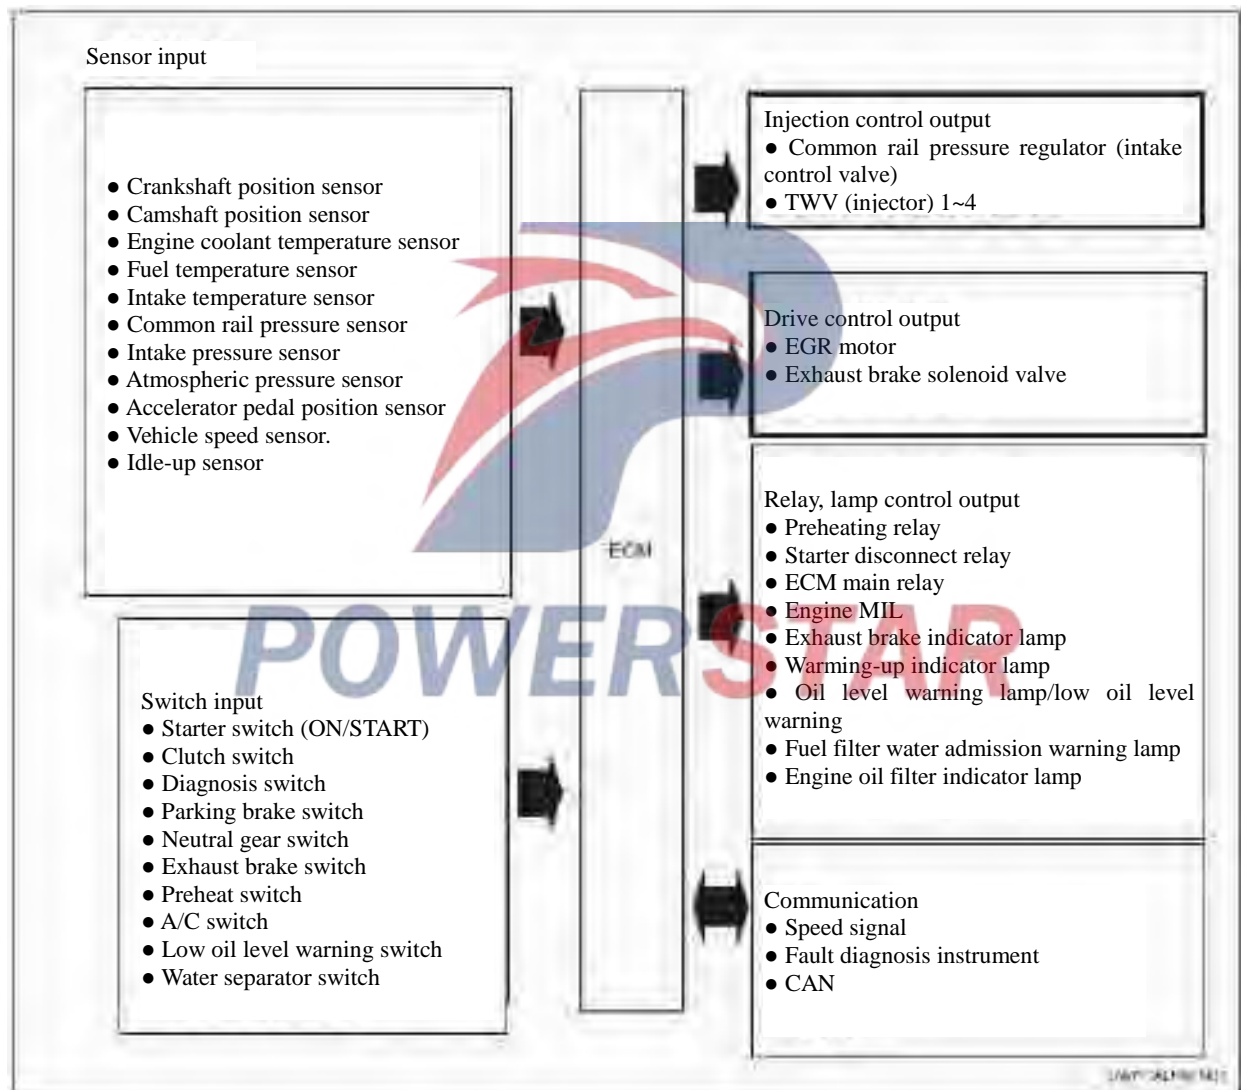 Sensor input
● Crankshaft position sensor
● Camshaft position sensor
● Engine coolant temperature sensor
● Fuel temperature sensor
● Intake temperature sensor
● Common rail pressure sensor
● Intake pressure sensor
● Atmospheric pressure sensor
● Accelerator pedal position sensor
● Vehicle speed sensor.
● Idle-up sensor
Switch input
● Starter switch (ON/START)
● Clutch switch
● Diagnosis switch
● Parking brake switch
● Neutral gear switch
● Exhaust brake switch
● Preheat switch
● A/C switch
● Low oil level warning switch
● Water separator switch
ECM
Injection control output
● Common rail pressure regulator (intake
control valve)
● TWV (injector) 1~4
Drive control output
● EGR motor
● Exhaust brake solenoid valve
Relay, lamp control output
● Preheating relay
● Starter disconnect relay
● ECM main relay
● Engine MIL
● Exhaust brake indicator lamp
● Warming-up indicator lamp
● Oil level warning lamp/low oil level
warning
● Fuel filter water admission warning lamp
● Engine oil filter indicator lamp
Communication
● Speed signal
● Fault diagnosis instrument
● CAN
POWERSTAR